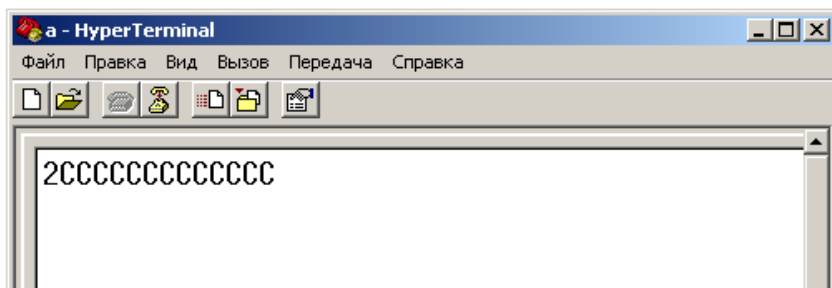 a - HyperTerminal
Файл Правка Вид Вызов Передача Справка
2CCCCCCCCCCCCC